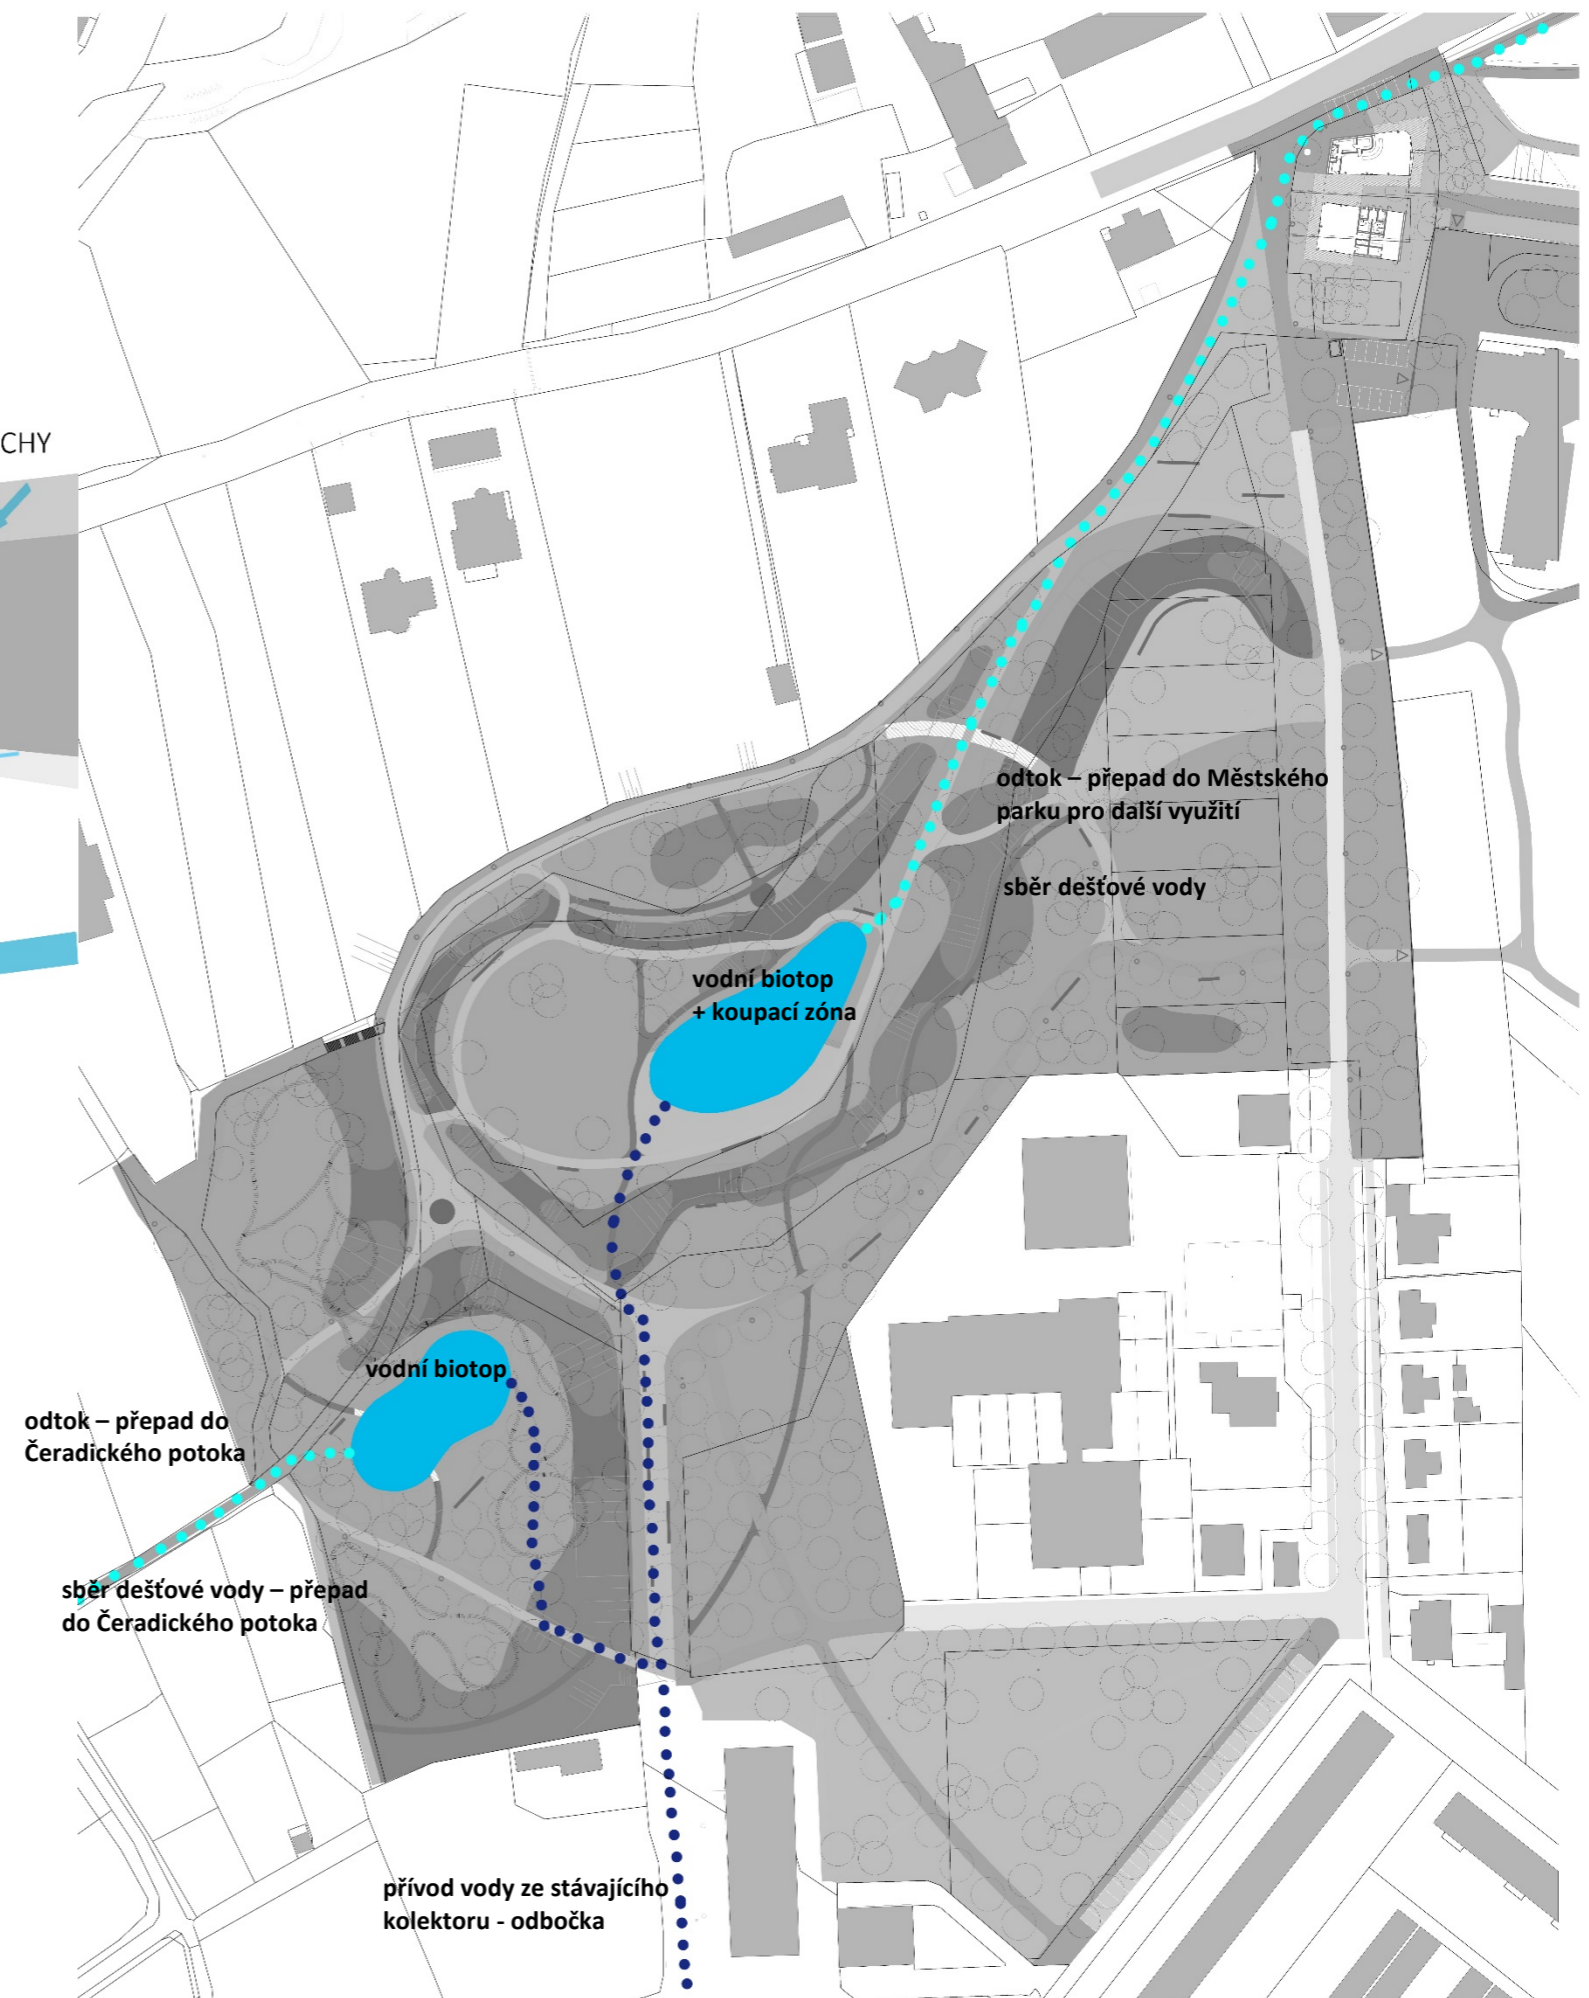 CHY
odtok – přepad do Městského
parku pro další využití
sběr dešťové vody
vodní biotop
+ koupací zóna
vodní biotop
odtok – přepad do
Čeradického potoka
sběr dešťové vody – přepad
do Čeradického potoka
přívod vody ze stávajícího
kolektoru - odbočka